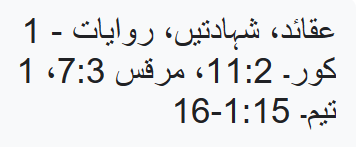 عقائد، شہادتیں، روایات - 1
کور۔ 11:2، مرقس 7:3، 1
تیم۔ 1:15-16